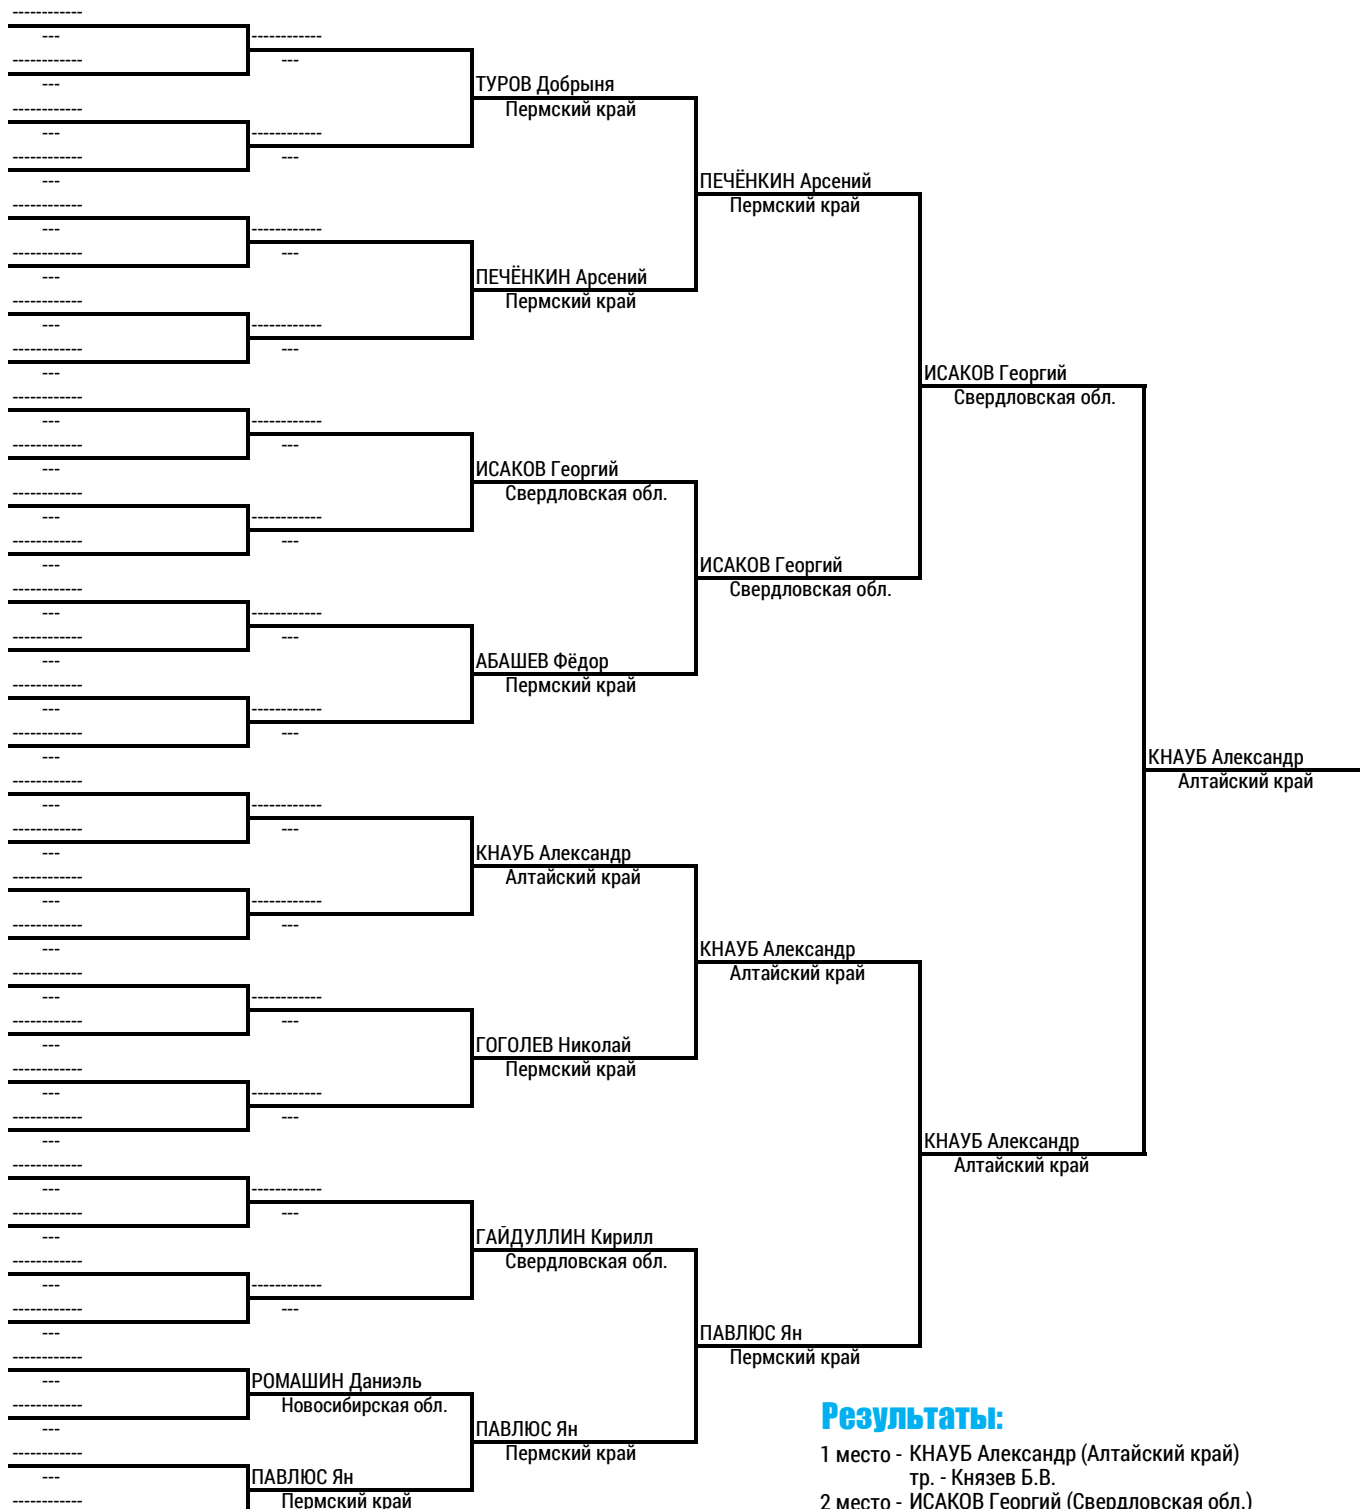 ТУРОВ Добрыня
Пермский край
ПЕЧЁНКИН Арсений
Пермский край
ПЕЧЁНКИН Арсений
Пермский край
ИСАКОВ Георгий
Свердловская обл.
ИСАКОВ Георгий
Свердловская обл.
ИСАКОВ Георгий
Свердловская обл.
АБАШЕВ Фёдор
Пермский край
КНАУБ Александр
Алтайский край
КНАУБ Александр
Алтайский край
КНАУБ Александр
Алтайский край
ГОГОЛЕВ Николай
Пермский край
КНАУБ Александр
Алтайский край
ГАЙДУЛЛИН Кирилл
Свердловская обл.
ПАВЛЮС Ян
Пермский край
РОМАШИН Даниэль
Новосибирская обл.
ПАВЛЮС Ян
Пермский край
ПАВЛЮС Ян
Пермский край
Результаты:
1 место - КНАУБ Александр (Алтайский край)
тр. - Князев Б.В.
2 место - ИСАКОВ Георгий (Свердловская обл.)